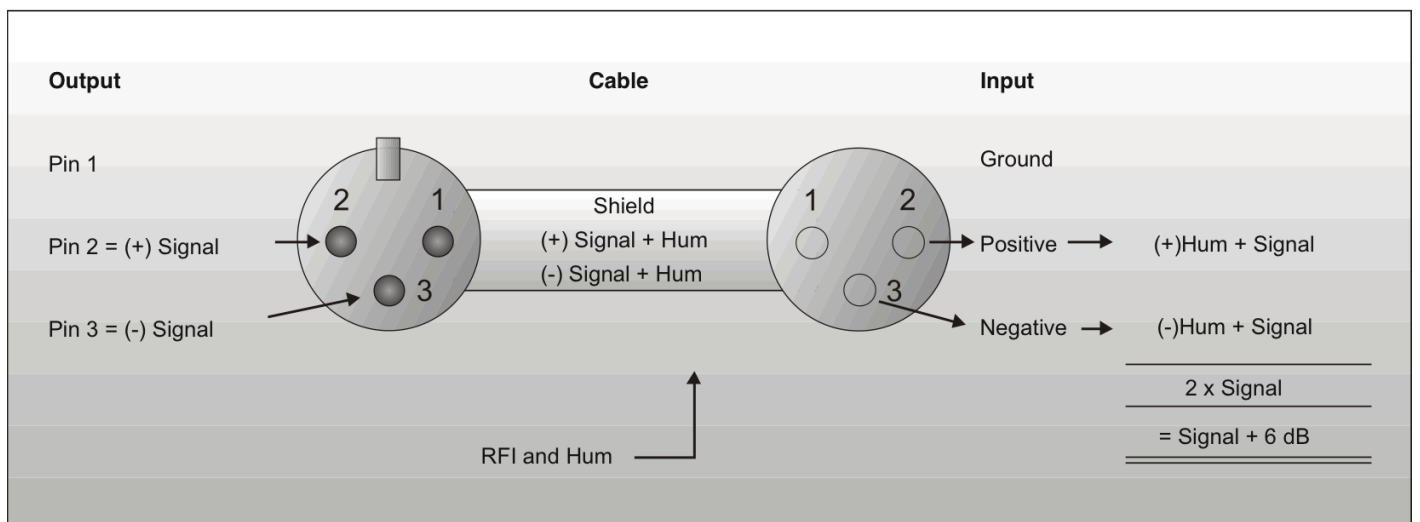 Output Cable Input
Pin 1
Ground
2 1
1 2
Shield
Pin 2 = (+) Signal
(+) Signal + Hum
Positive
(+)Hum + Signal
(-) Signal + Hum
3
3
Pin 3 = (-) Signal
Negative
(-)Hum + Signal
2 x Signal
= Signal + 6 dB
RFI and Hum